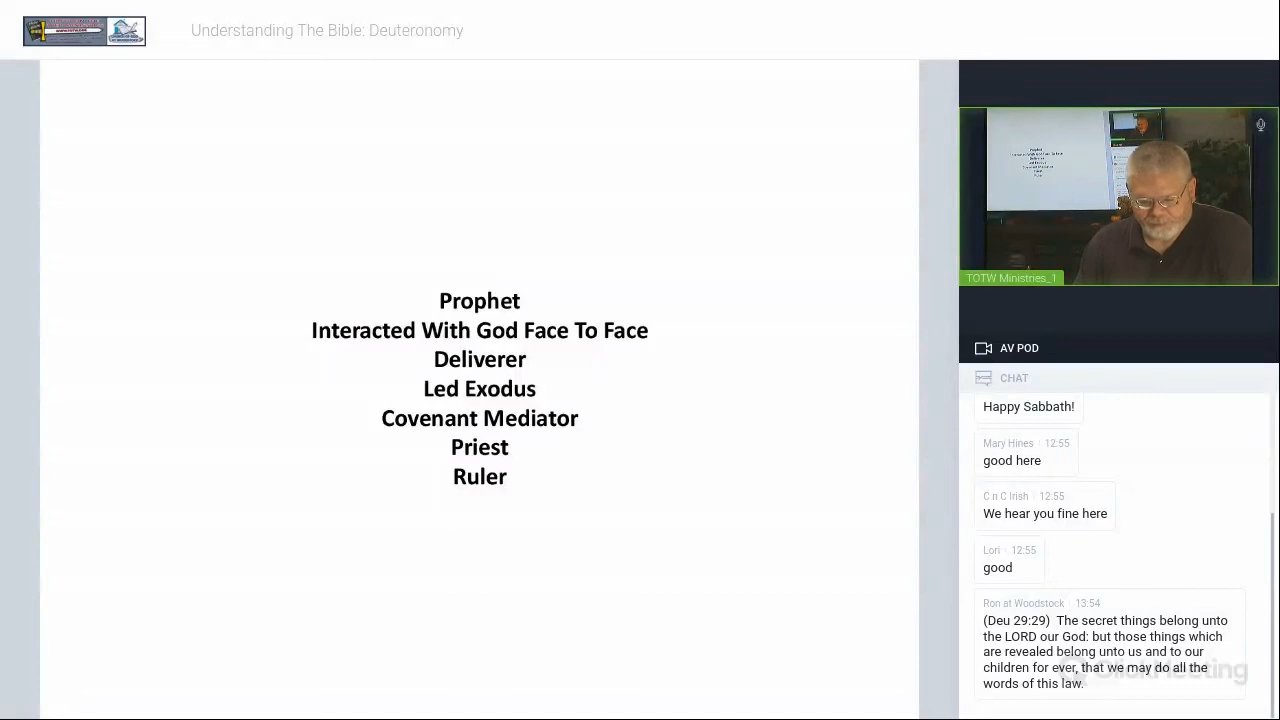 Understanding The Bible: Deuteronomy
Prophet
Interacted With God Face To Face
Deliverer
Led Exodus
Covenant Mediator
Priest
Ruler
TOTW Ministries_1
AV POD
CHAT
Happy Sabbath!
Mary Hines 12:55
good here
C n C Irish 12:55
We hear you fine here
Lori 12:55
good
Ron at Woodstock 13:54
(Deu 29:29) The secret things belong unto
the LORD our God: but those things which
are revealed belong unto us and to our
children for ever, that we may do all the
words of this law.
ClickMeeting